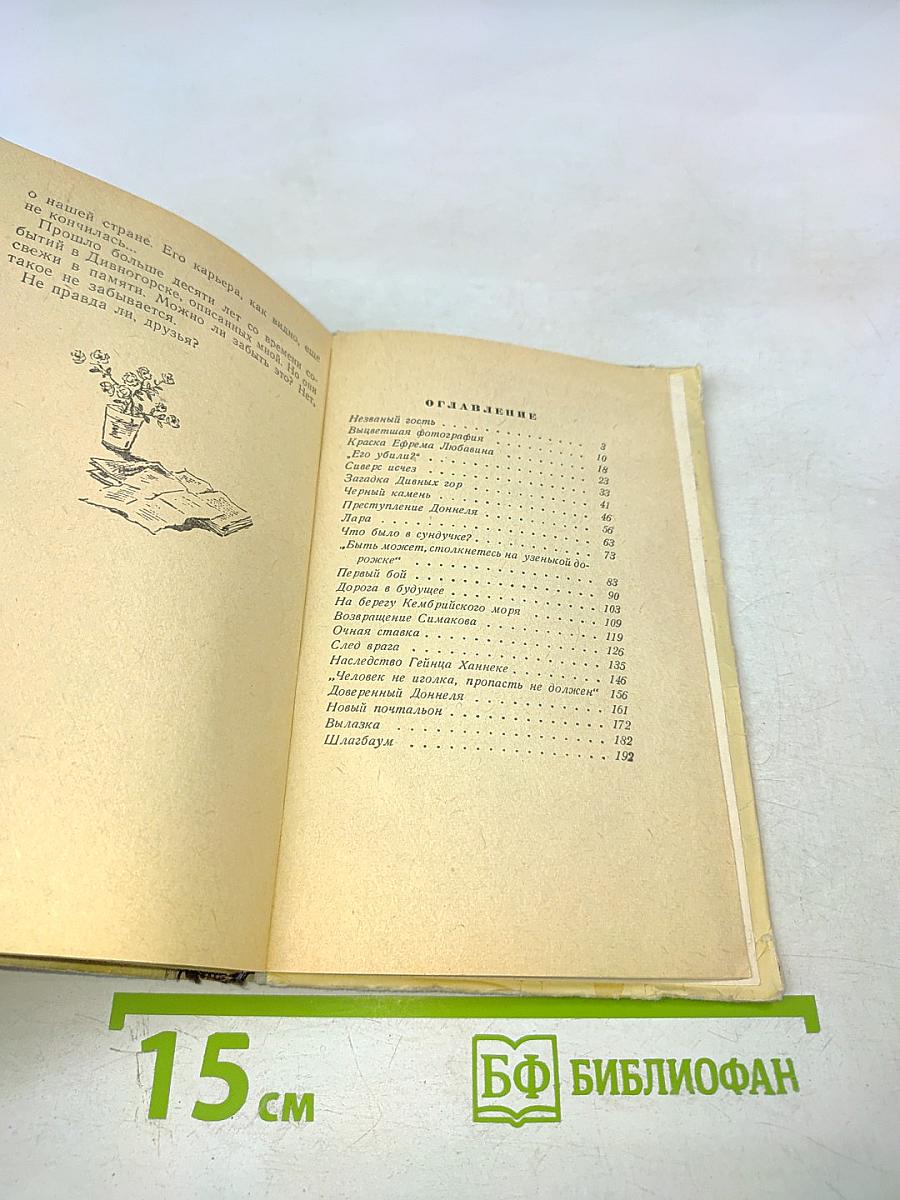 о нашей стране. Его карьера, как видно, еще
не кончилась...
Прошло больше десяти лет со времени со-
бытий в Дивногорске, описанных мной. Но они
свежи в памяти. Можно ли забыть это? Нет,
такое не забывается.
Не правда ли, друзья?
ОГЛАВЛЕНИЕ
Незваный гость . . . . . . . . . . 3
Выцветшая фотография . . . . . . . . . . 10
Краска Ефрема Любавина . . . . . . . . . . 18
„Его убили?“ . . . . . . . . . . 23
Сиверс исчез . . . . . . . . . . 33
Загадка Дивных гор . . . . . . . . . . 41
Черный камень . . . . . . . . . . 46
Преступление Доннеля . . . . . . . . . . 56
Лара . . . . . . . . . . 63
Что было в сундучке? . . . . . . . . . . 73
„Быть может, столкнетесь на узенькой до-
рожке“ . . . . . . . . . . 83
Первый бой . . . . . . . . . . 90
Дорога в будущее . . . . . . . . . . 103
На берегу Кембрийского моря . . . . . . . . . . 109
Возвращение Симакова . . . . . . . . . . 119
Очная ставка . . . . . . . . . . 126
След врага . . . . . . . . . . 135
Наследство Гейнца Ханнеке . . . . . . . . . . 146
„Человек не иголка, пропасть не должен“ 156
Доверенный Доннеля . . . . . . . . . . 161
Новый почтальон . . . . . . . . . . 172
Вылазка . . . . . . . . . . 182
Шлагбаум . . . . . . . . . . 192
15 см
БФ БИБЛИОФАН